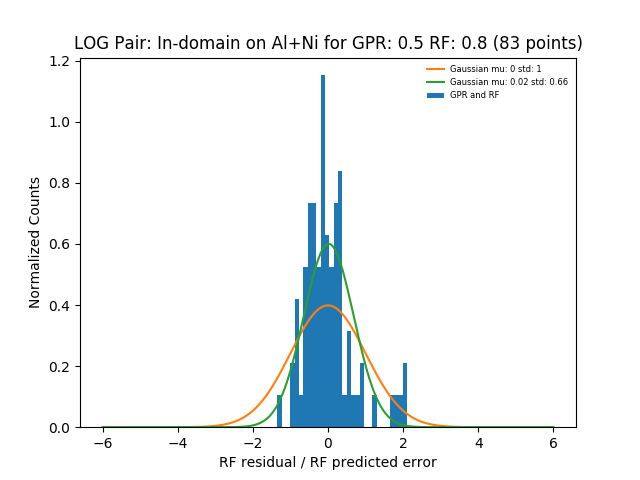 LOG Pair: In-domain on Al+Ni for GPR: 0.5 RF: 0.8 (83 points)
Gaussian mu: 0 std: 1
Gaussian mu: 0.02 std: 0.66
GPR and RF
Normalized Counts
1.2
1.0
0.8
0.6
0.4
0.2
0.0
−6 −4 −2 0 2 4 6
RF residual / RF predicted error